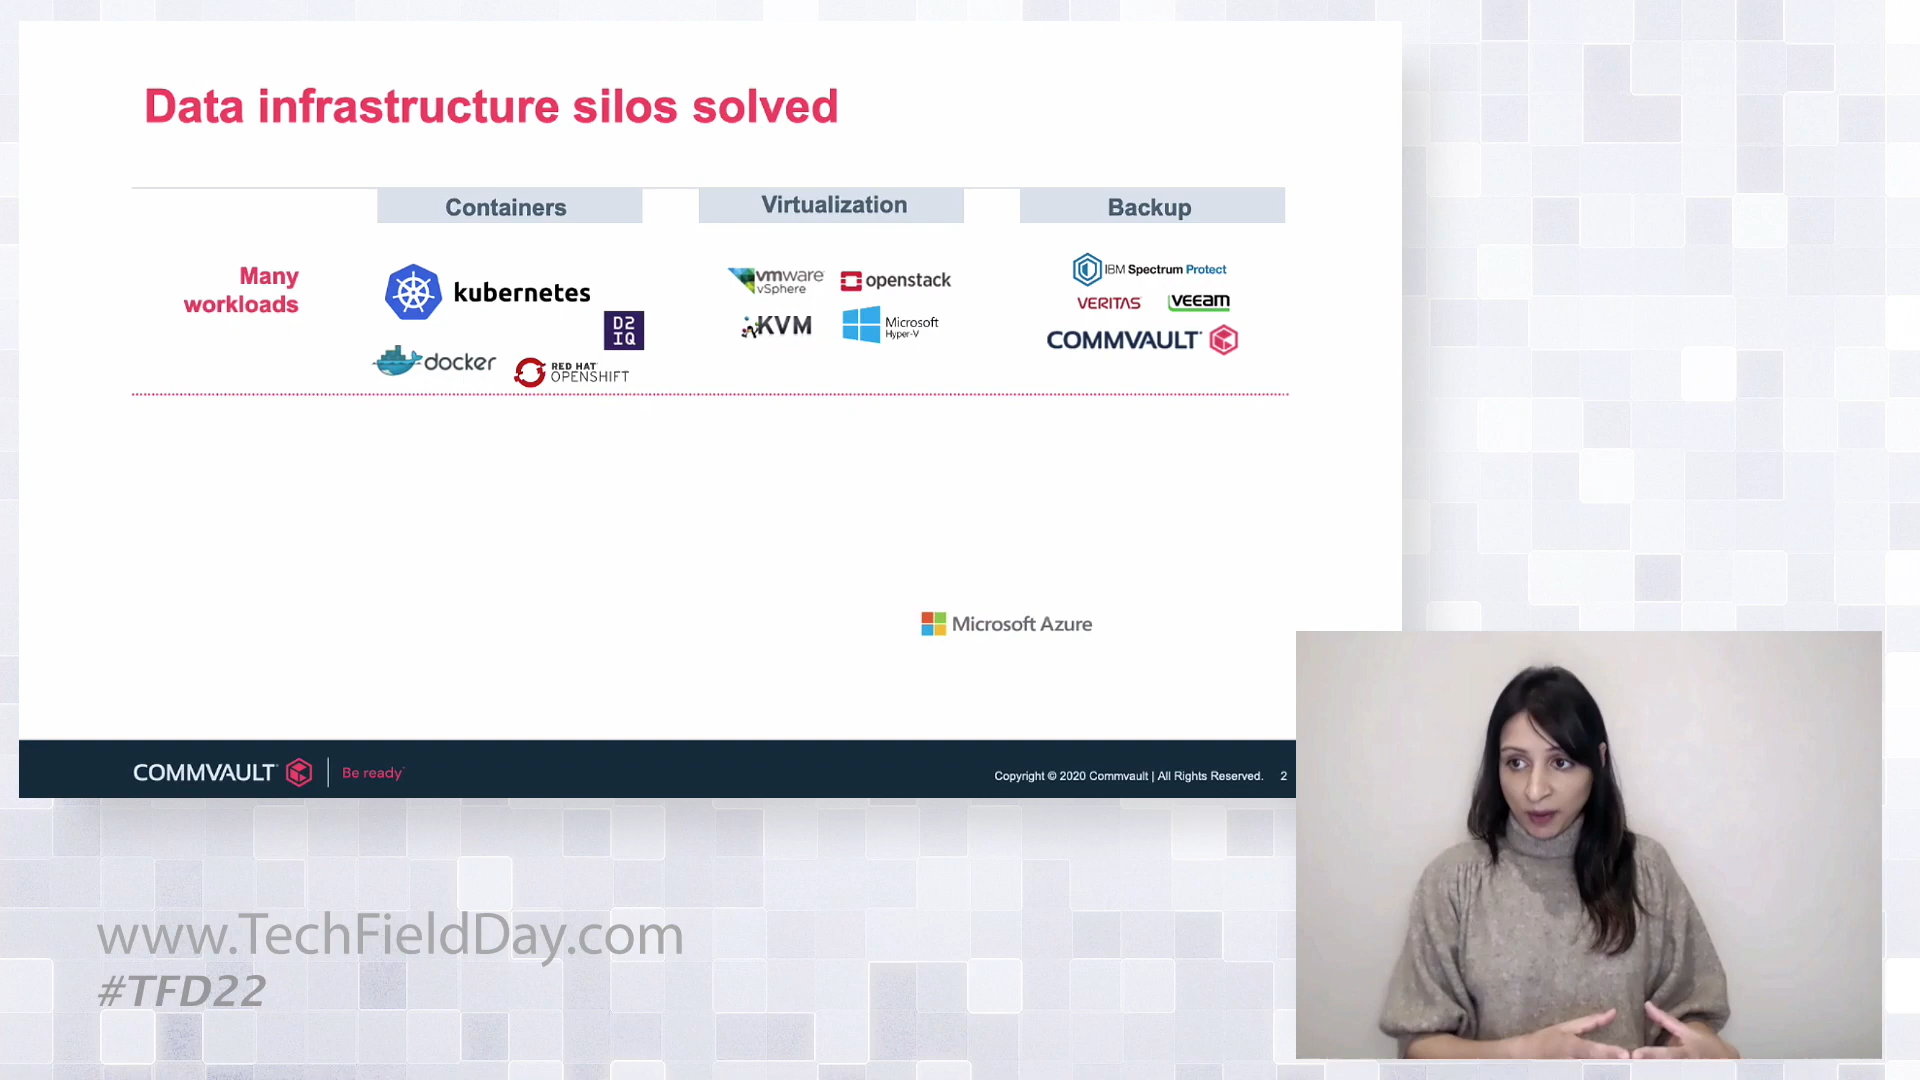 Data infrastructure silos solved
Containers
Virtualization
Backup
Many
workloads
kubernetes
D2
IQ
docker
RED HAT
OPENSHIFT
vmware
vSphere
openstack
KVM
Microsoft
Hyper-V
IBM Spectrum Protect
VERITAS
veeam
COMMVAULT
Microsoft Azure
COMMVAULT
Be ready
Copyright © 2020 Commvault | All Rights Reserved. 2
www.TechFieldDay.com
#TFD22